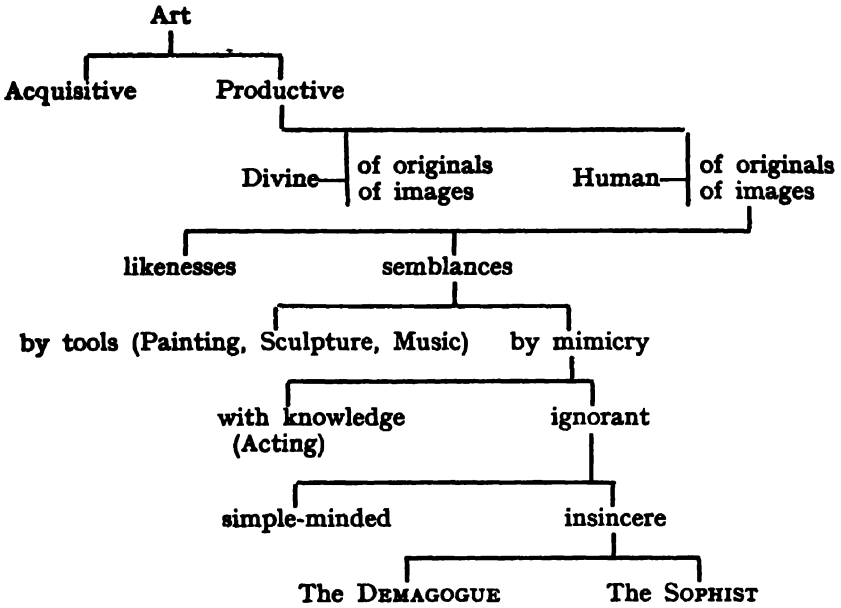 Art
Acquisitive Productive
Divine of originals Human of originals
of images of images
likenesses semblances
by tools (Painting, Sculpture, Music) by mimicry
with knowledge ignorant
(Acting)
simple-minded insincere
The DEMAGOGUE The SOPHIST